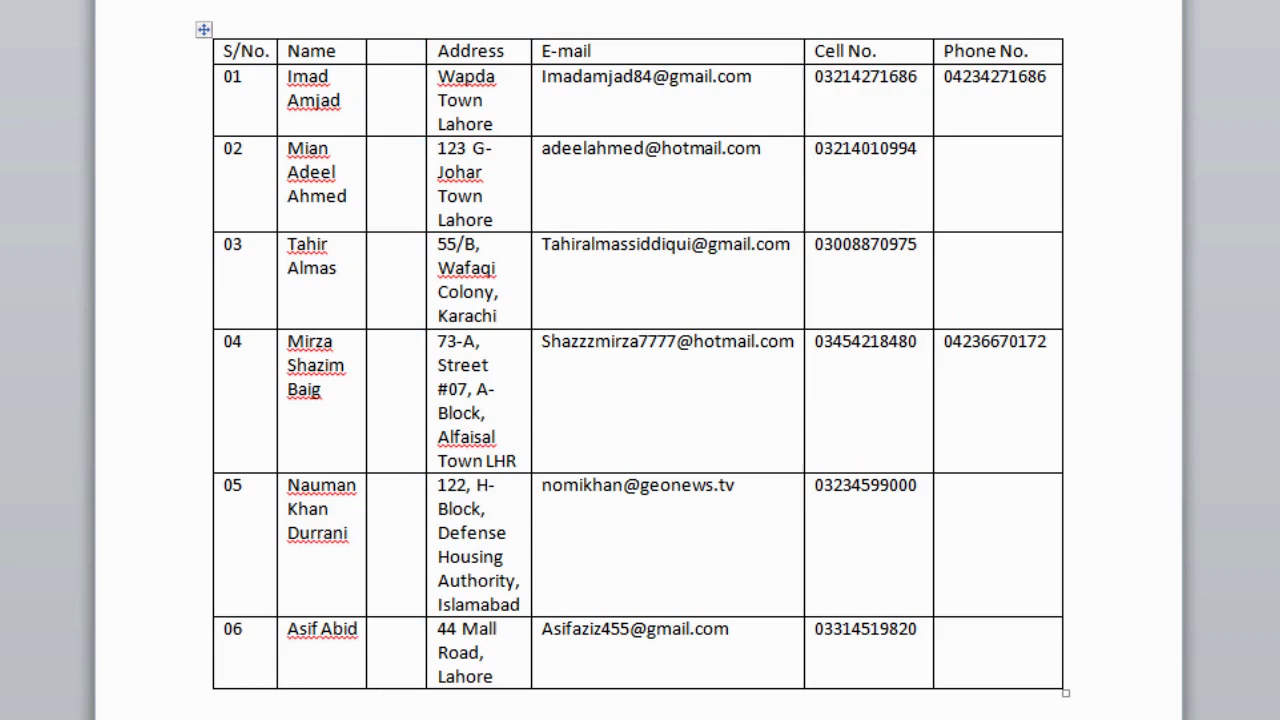 S/No. Name Address E-mail Cell No. Phone No.
01 Imad Wapda Imadamjad84@gmail.com 03214271686 04234271686
Amjad Town
Lahore
02 Mian 123 G- adeelahmed@hotmail.com 03214010994
Adeel Johar
Ahmed Town
Lahore
03 Tahir 55/B, Tahiralmassiddiqui@gmail.com 03008870975
Almas Wafaqi
Colony,
Karachi
04 Mirza 73-A, Shazzzmirza7777@hotmail.com 03454218480 04236670172
Shazim Street
Baig #07, A-
Block,
Alfaisal
Town LHR
05 Nauman 122, H- nomikhan@geonews.tv 03234599000
Khan Block,
Durrani Defense
Housing
Authority,
Islamabad
06 Asif Abid 44 Mall Asifaziz455@gmail.com 03314519820
Road,
Lahore